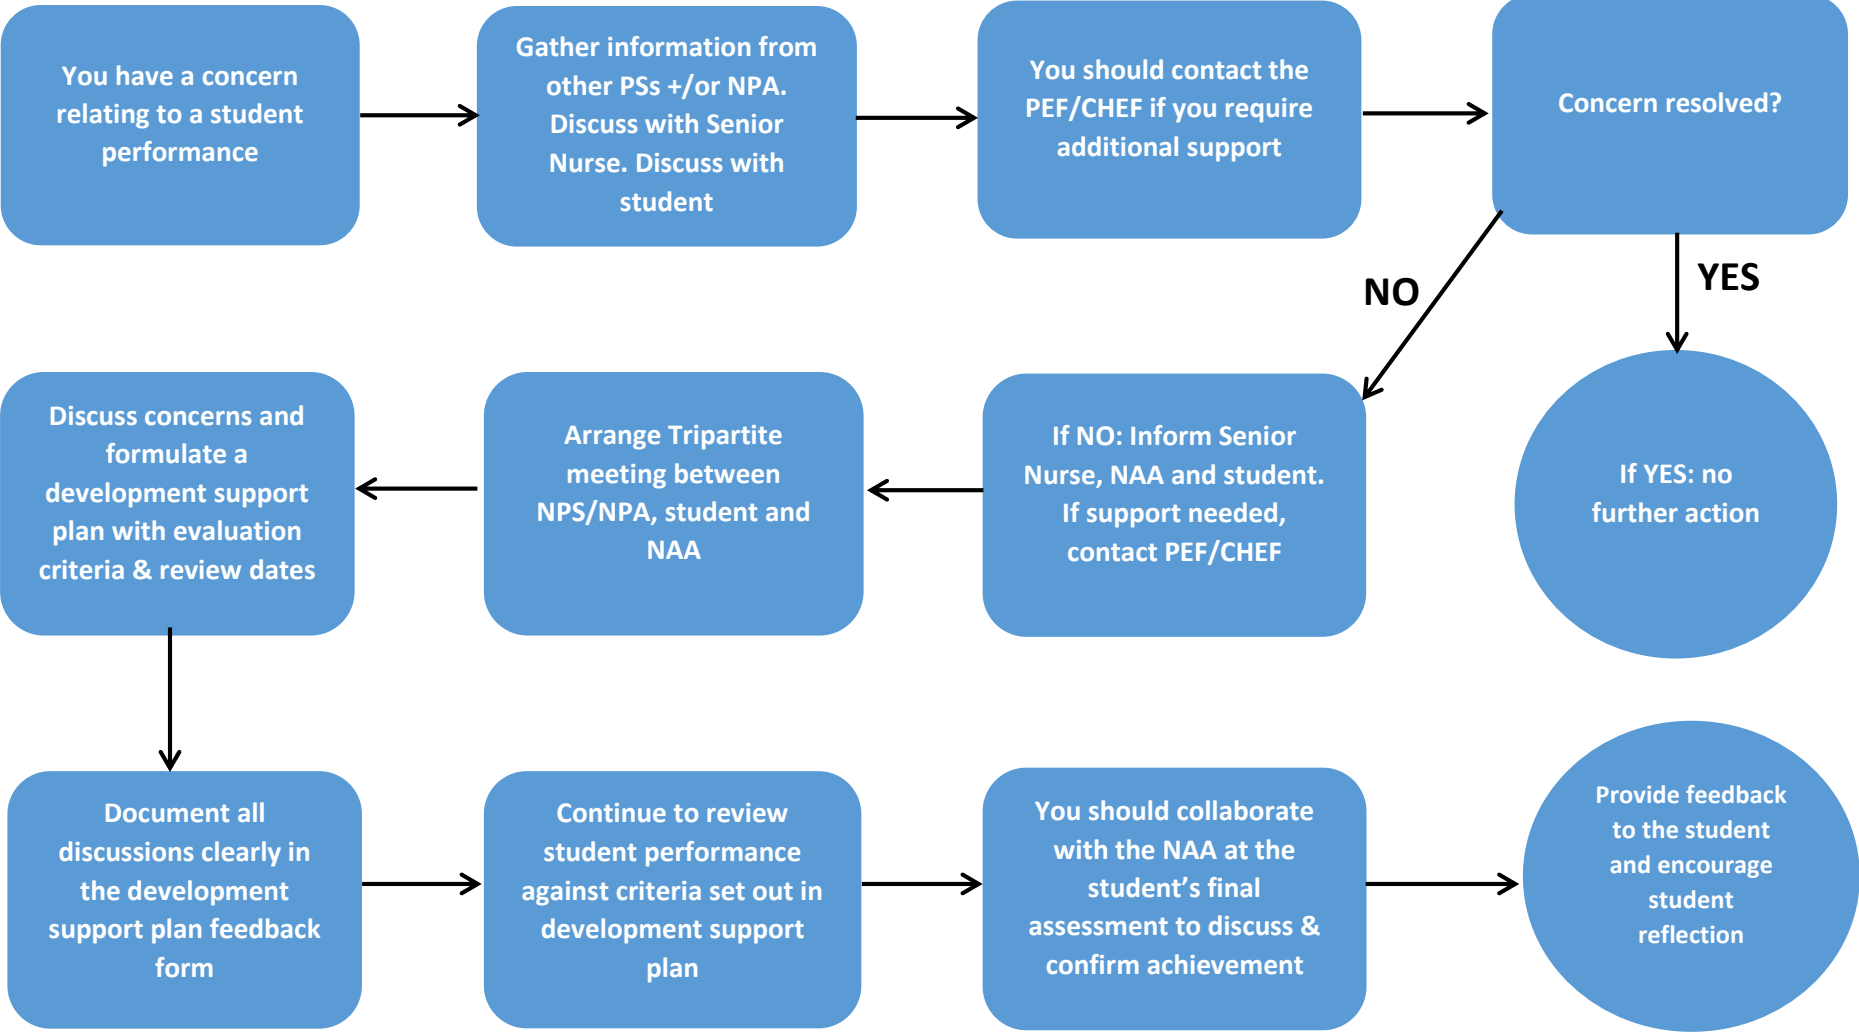 You have a concern
relating to a student
performance
Gather information from
other PSs +/or NPA.
Discuss with Senior
Nurse. Discuss with
student
You should contact the
PEF/CHEF if you require
additional support
Concern resolved?
NO
YES
If YES: no
further action
If NO: Inform Senior
Nurse, NAA and student.
If support needed,
contact PEF/CHEF
Arrange Tripartite
meeting between
NPS/NPA, student and
NAA
Discuss concerns and
formulate a
development support
plan with evaluation
criteria & review dates
Document all
discussions clearly in
the development
support plan feedback
form
Continue to review
student performance
against criteria set out in
development support
plan
You should collaborate
with the NAA at the
student’s final
assessment to discuss &
confirm achievement
Provide feedback
to the student
and encourage
student
reflection